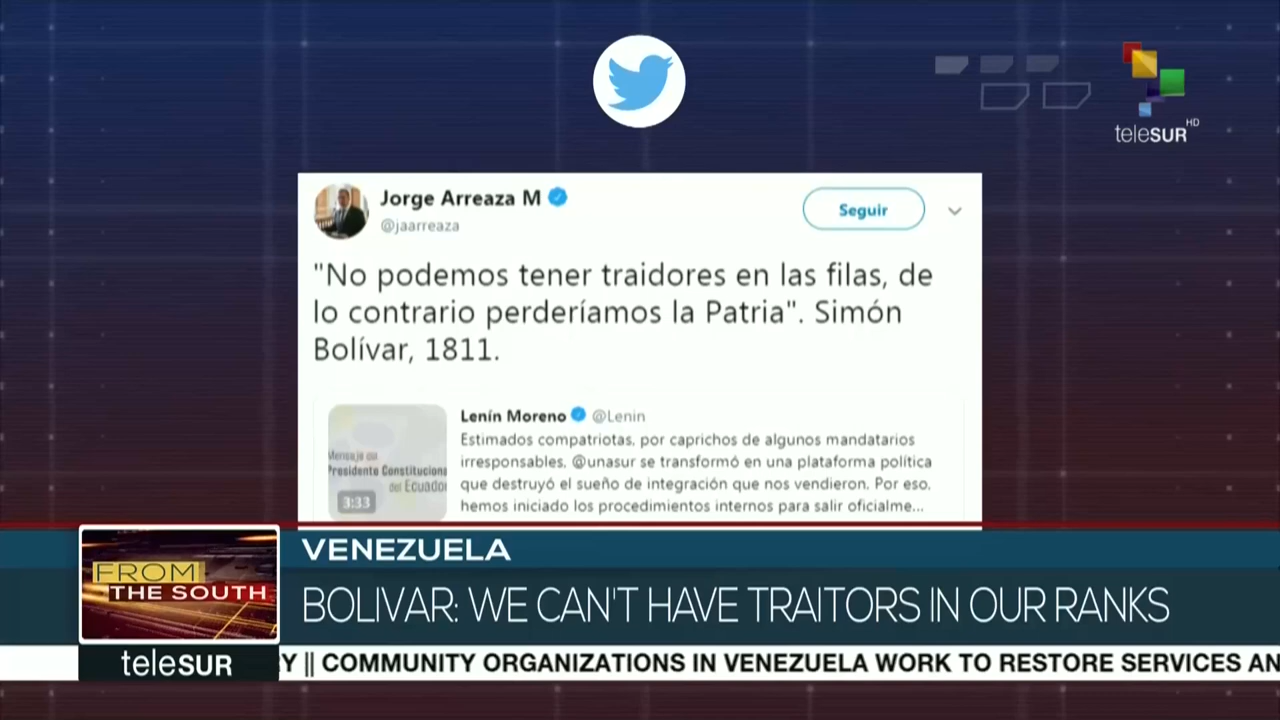 teleSUR HD
Jorge Arreaza M
@jaarreaza
Seguir
"No podemos tener traidores en las filas, de
lo contrario perderíamos la Patria". Simón
Bolívar, 1811.
Mensaje del
Presidente Constituciona
del Ecuador
3:33
Lenín Moreno @Lenin
Estimados compatriotas, por caprichos de algunos mandatarios
irresponsables, @unasur se transformó en una plataforma política
que destruyó el sueño de integración que nos vendieron. Por eso,
hemos iniciado los procedimientos internos para salir oficialme...
FROM
THE SOUTH
VENEZUELA
BOLIVAR: WE CAN'T HAVE TRAITORS IN OUR RANKS
teleSUR
Y || COMMUNITY ORGANIZATIONS IN VENEZUELA WORK TO RESTORE SERVICES AN